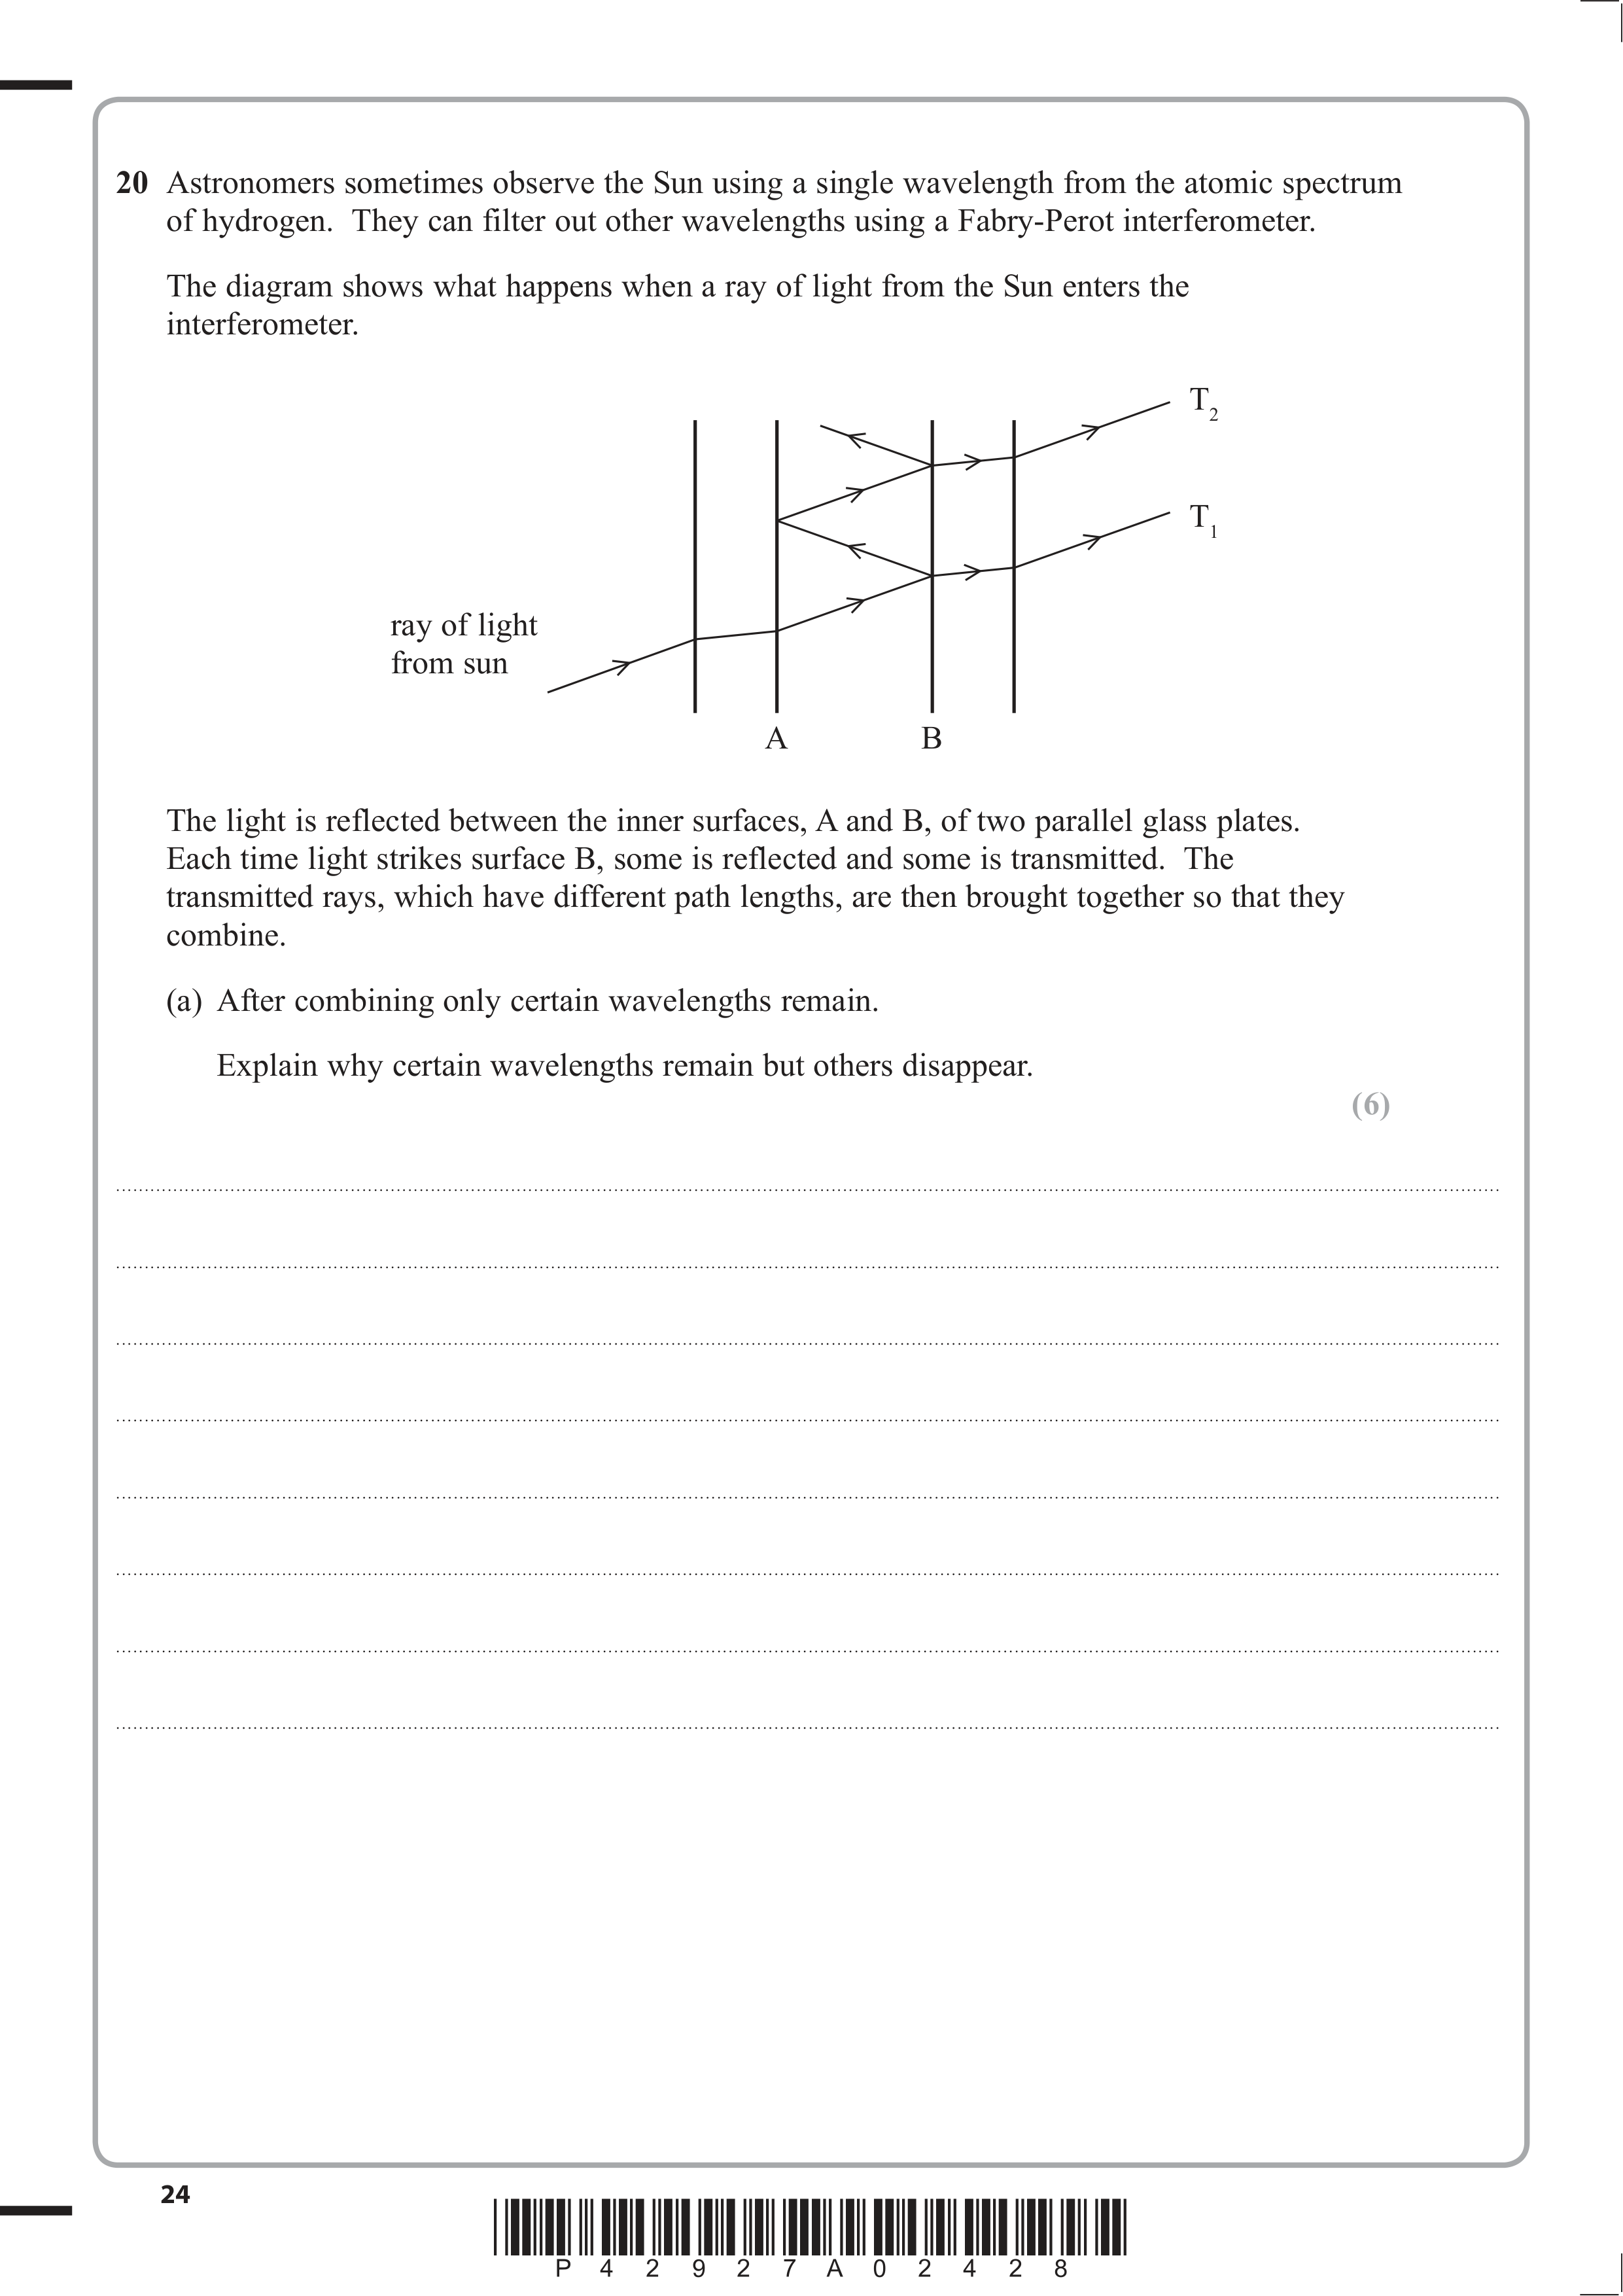 20 Astronomers sometimes observe the Sun using a single wavelength from the atomic spectrum
of hydrogen. They can filter out other wavelengths using a Fabry-Perot interferometer.
The diagram shows what happens when a ray of light from the Sun enters the
interferometer.
T2
T1
ray of light
from sun
A B
The light is reflected between the inner surfaces, A and B, of two parallel glass plates.
Each time light strikes surface B, some is reflected and some is transmitted. The
transmitted rays, which have different path lengths, are then brought together so that they
combine.
(a) After combining only certain wavelengths remain.
Explain why certain wavelengths remain but others disappear.
(6)
24
P 4 2 9 2 7 A 0 2 4 2 8